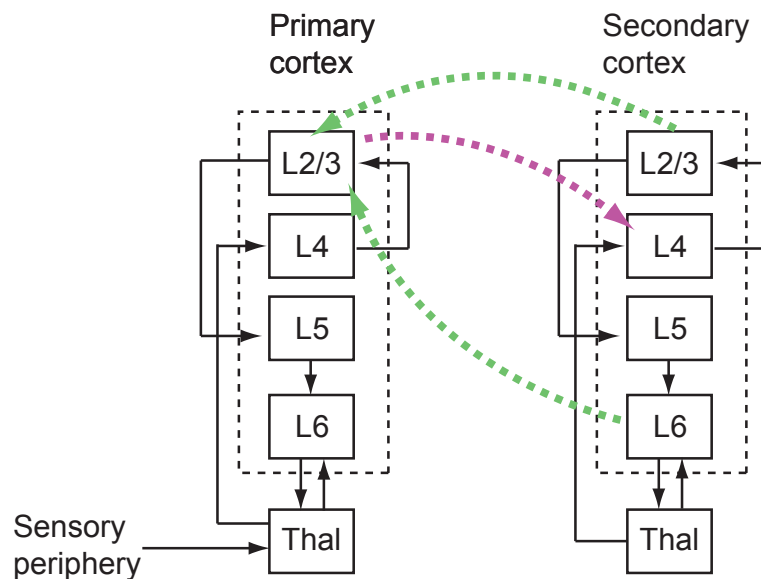 Primary
cortex
L2/3
L4
L5
L6
Thal
Sensory
periphery
Secondary
cortex
L2/3
L4
L5
L6
Thal